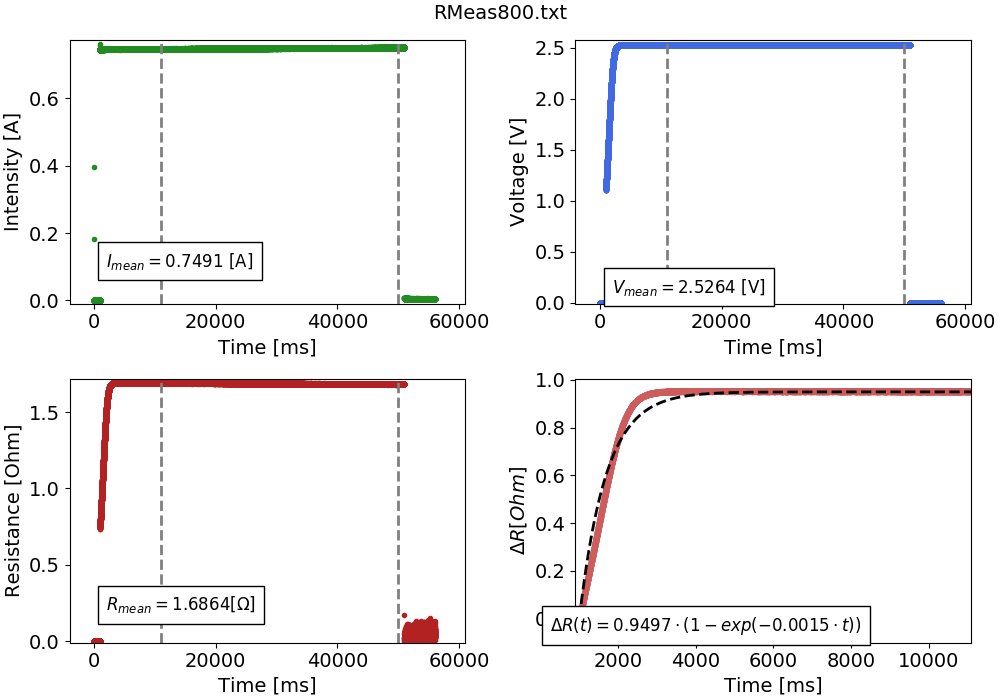 RMeas800.txt
Intensity [A]
0.6
0.4
0.2
0.0
I_mean = 0.7491 [A]
0 20000 40000 60000
Time [ms]
Voltage [V]
2.5
2.0
1.5
1.0
0.5
0.0
V_mean = 2.5264 [V]
0 20000 40000 60000
Time [ms]
Resistance [Ohm]
1.5
1.0
0.5
0.0
R_mean = 1.6864[Ω]
0 20000 40000 60000
Time [ms]
ΔR[Ohm]
1.0
0.8
0.6
0.4
0.2
ΔR(t) = 0.9497 · (1 − exp(−0.0015 · t))
2000 4000 6000 8000 10000
Time [ms]